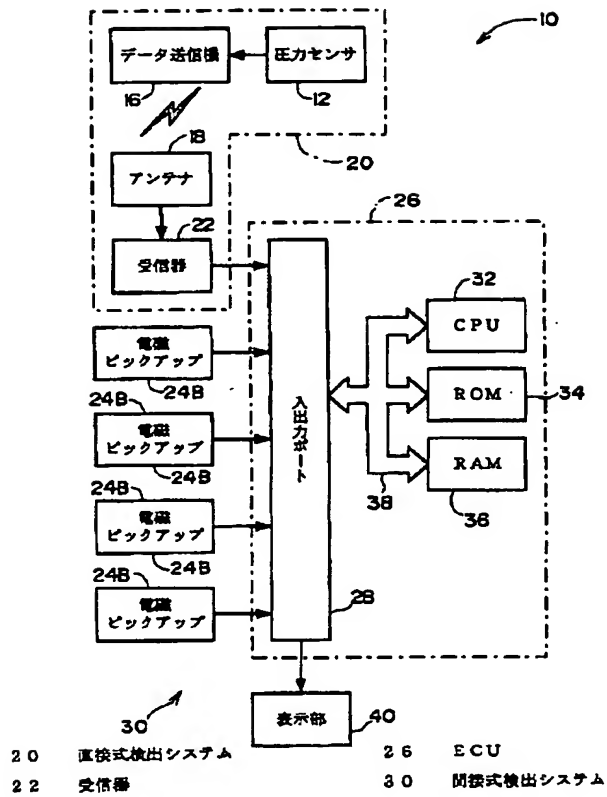 10
データ送信機
圧力センサ
16
12
18
20
アンテナ
26
22
受信器
32
CPU
電磁
ピックアップ
24B
24B
ROM
34
電磁
ピックアップ
24B
入出力ポート
24B
RAM
電磁
ピックアップ
38
36
24B
24B
電磁
ピックアップ
28
30
表示部
40
20 直接式検出システム
26 ECU
22 受信器
30 間接式検出システム